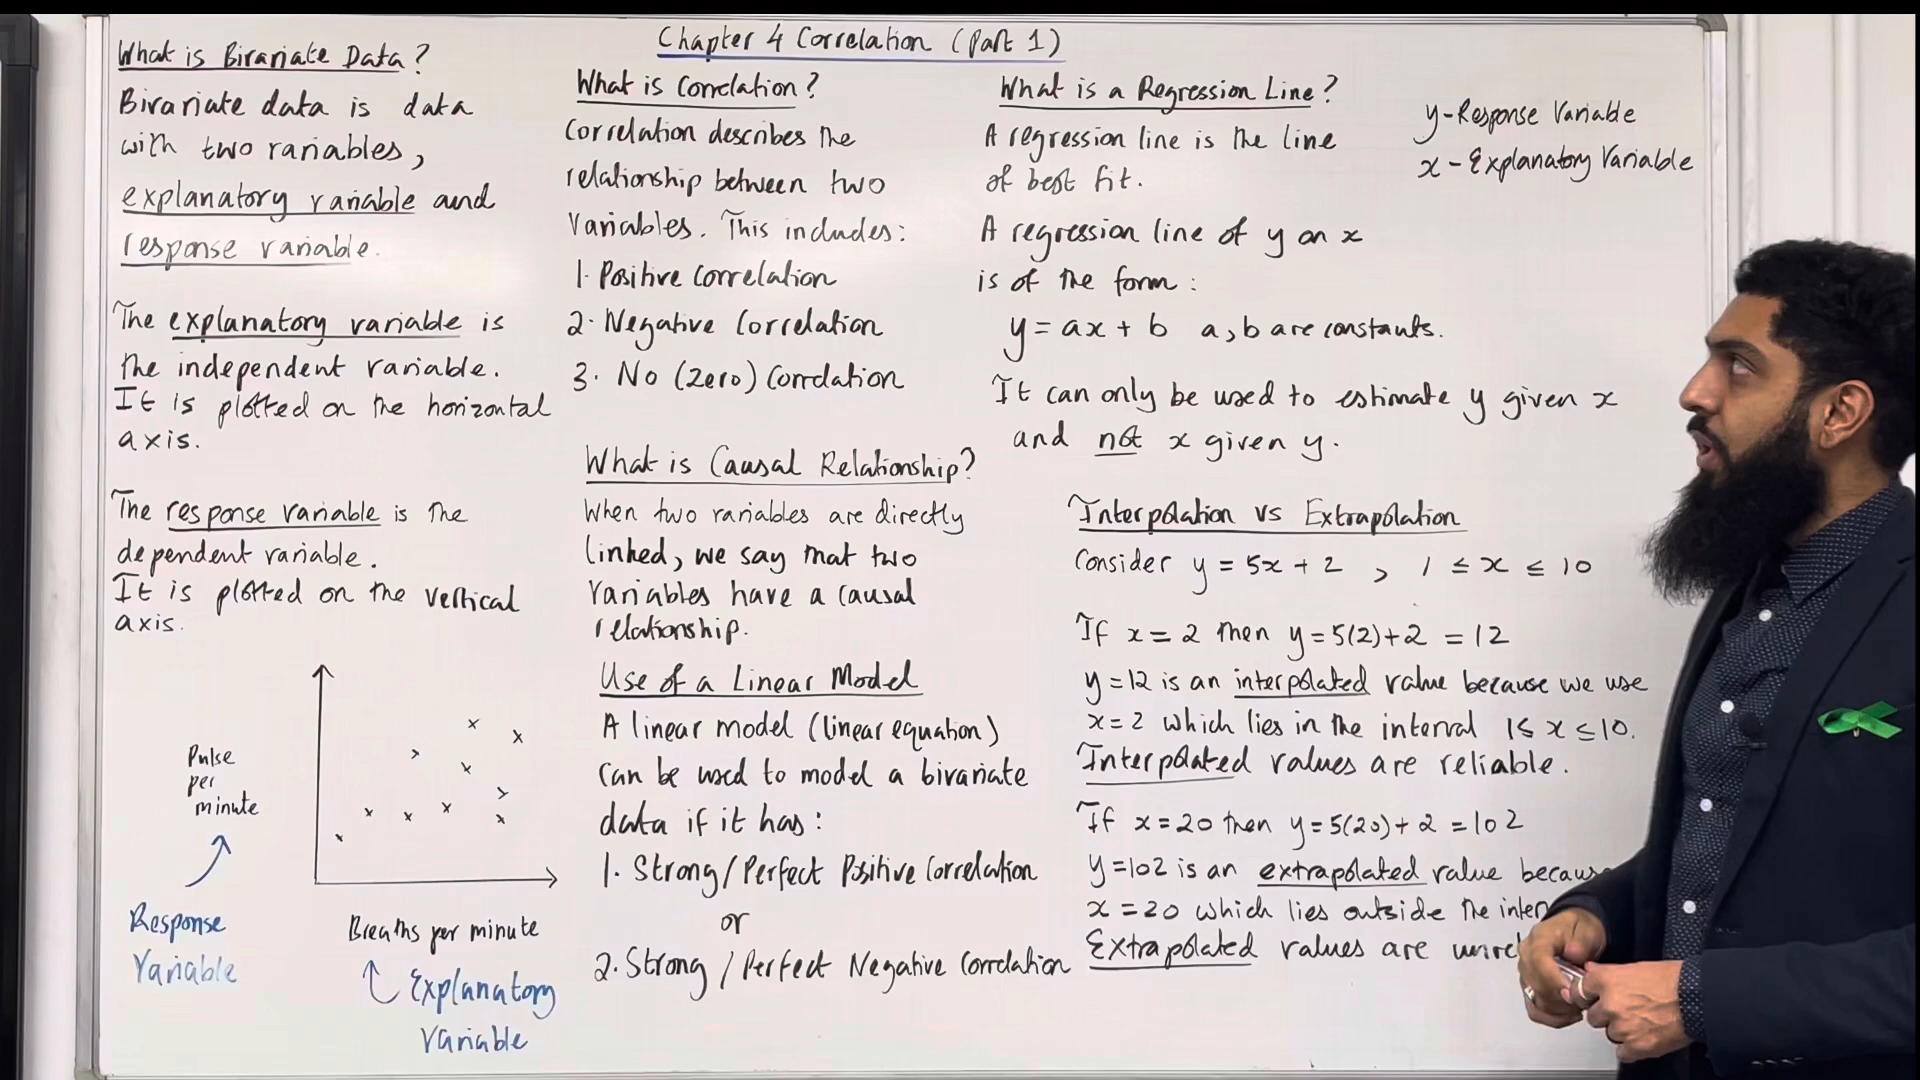 Chapter 4 Correlation (Part 1)
What is Bivariate Data?
Bivariate data is data
with two variables,
explanatory variable and
response variable.
The explanatory variable is
the independent variable.
It is plotted on the horizontal
axis.
The response variable is the
dependent variable.
It is plotted on the vertical
axis.
Pulse
per
minute
Response
Variable
Breaths per minute
Explanatory
Variable
What is Correlation?
Correlation describes the
relationship between two
variables. This includes:
1. Positive Correlation
2. Negative Correlation
3. No (Zero) Correlation
What is Causal Relationship?
When two variables are directly
linked, we say that two
variables have a causal
relationship.
Use of a Linear Model
A linear model (linear equation)
can be used to model a bivariate
data if it has:
1. Strong/Perfect Positive Correlation
or
2. Strong/Perfect Negative Correlation
What is a Regression Line?
A regression line is the line
of best fit.
A regression line of y on x
is of the form:
y = ax + b a, b are constants.
It can only be used to estimate y given x
and not x given y.
y - Response Variable
x - Explanatory Variable
Interpolation vs Extrapolation
Consider y = 5x + 2 , 1 ≤ x ≤ 10
If x = 2 then y = 5(2)+2 = 12
y = 12 is an interpolated value because we use
x = 2 which lies in the interval 1 ≤ x ≤ 10.
Interpolated values are reliable.
If x = 20 then y = 5(20) + 2 = 102
y = 102 is an extrapolated value
x = 20 which lies outside the
Extrapolated values are